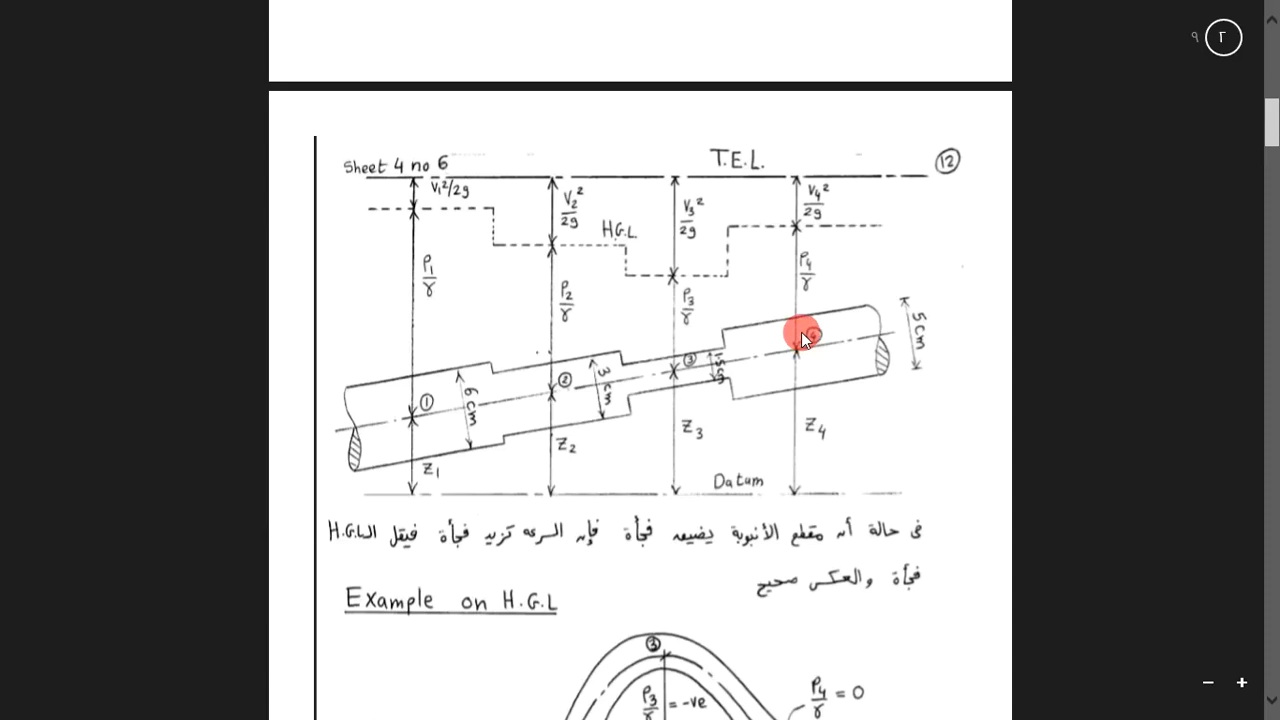 ٩ ٢
Sheet 4 no 6
T.E.L.
12
V₁²/2g
V₂²/2g
V₃²/2g
V₄²/2g
H.G.L
P₁/γ
P₂/γ
P₃/γ
P₄/γ
5 cm
① ② ③ ④
6 cm
3 cm
Z₁
Z₂
Z₃
Z₄
Datum
فى حالة أن مقطع الأنبوبة يضيق فجأة فإن السرعه تزيد فجأة فيقل الـ H.G.L
فجأة والعكس صحيح
Example on H.G.L
③
P₃/γ = -ve
P₄/γ = 0